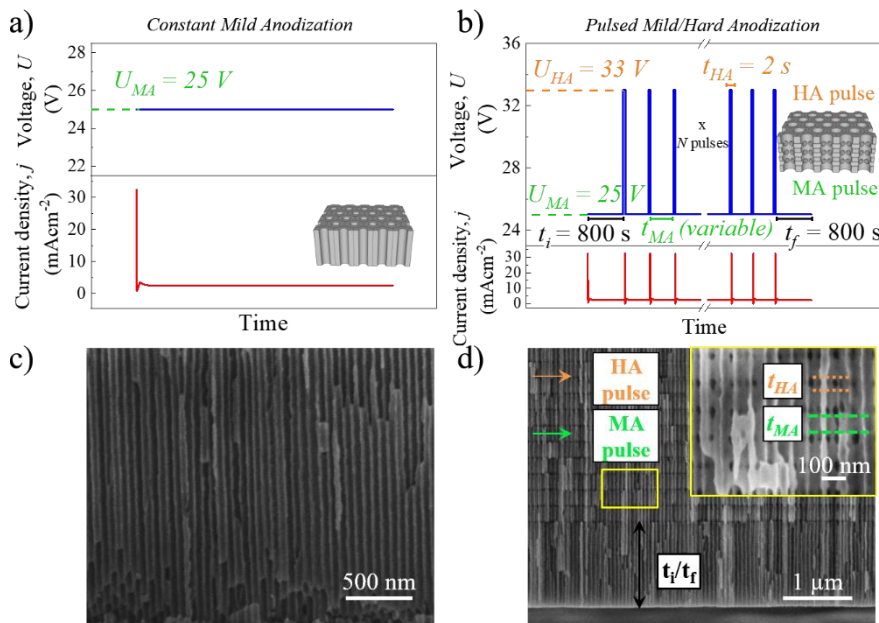 a)
Constant Mild Anodization
28
26
24
22
Voltage, U
(V)
U_MA = 25 V
30
20
10
0
Current density, j
(mAcm⁻²)
Time
b)
Pulsed Mild/Hard Anodization
36
32
28
24
Voltage, U
(V)
U_HA = 33 V
t_HA = 2 s
HA pulse
x
N pulses
MA pulse
U_MA = 25 V
t_i = 800 s
t_MA (variable)
t_f = 800 s
30
20
10
0
Current density, j
(mAcm⁻²)
Time
c)
500 nm
d)
HA
pulse
MA
pulse
t_HA
t_MA
100 nm
t_i/t_f
1 µm